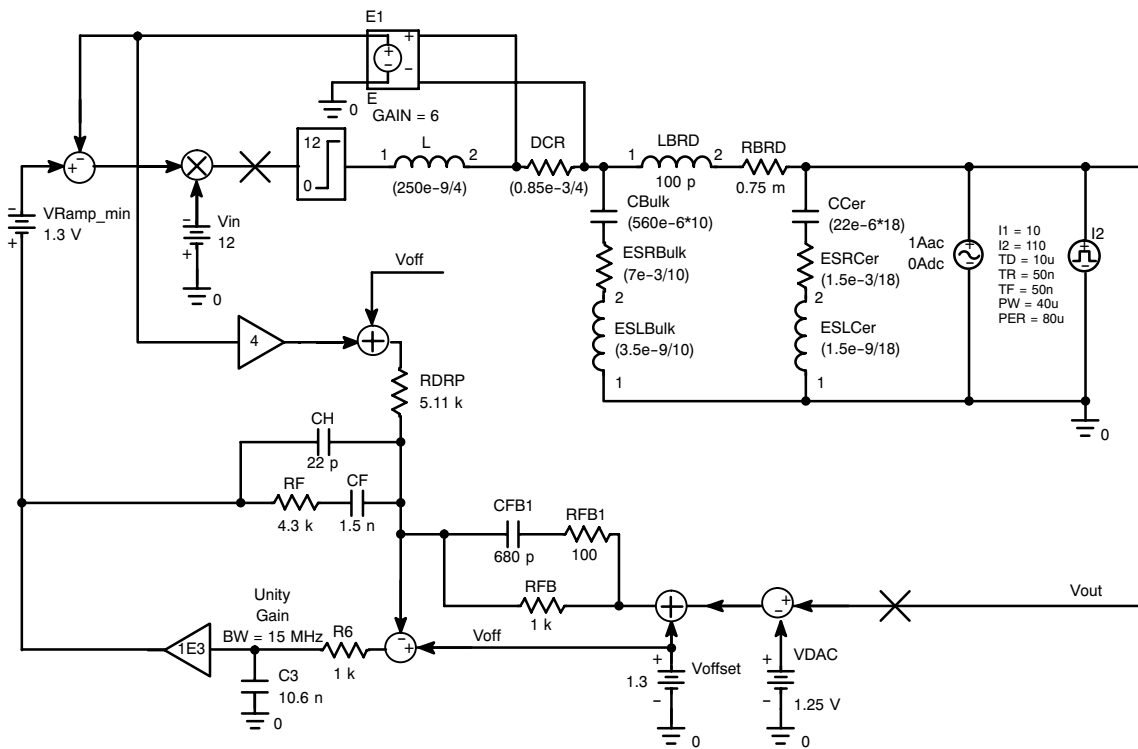 E1
+
+
−
−
E
0
GAIN = 6
12
0
1
L
2
(250e−9/4)
DCR
(0.85e−3/4)
1
LBRD
2
100 p
RBRD
0.75 m
−
+
−
+
VRamp_min
1.3 V
−
+
Vin
12
0
CBulk
(560e−6*10)
ESRBulk
(7e−3/10)
2
ESLBulk
(3.5e−9/10)
1
CCer
(22e−6*18)
ESRCer
(1.5e−3/18)
2
ESLCer
(1.5e−9/18)
1
1Aac
0Adc
+
−
I1 = 10
I2 = 110
TD = 10u
TR = 50n
TF = 50n
PW = 40u
PER = 80u
I2
+
−
0
Voff
4
+
RDRP
5.11 k
CH
22 p
RF
4.3 k
CF
1.5 n
CFB1
680 p
RFB1
100
RFB
1 k
Vout
Unity
Gain
BW = 15 MHz
1E3
R6
1 k
−
+
Voff
+
−
−
C3
10.6 n
0
1.3
+
−
Voffset
0
VDAC
+
−
1.25 V
0